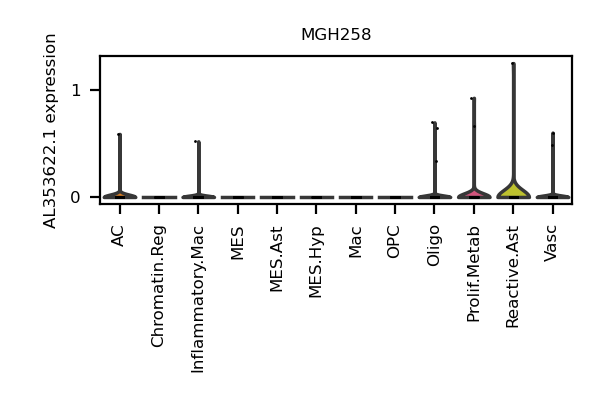 MGH258
AL353622.1 expression
1
0
AC
Chromatin.Reg
Inflammatory.Mac
MES
MES.Ast
MES.Hyp
Mac
OPC
Oligo
Prolif.Metab
Reactive.Ast
Vasc